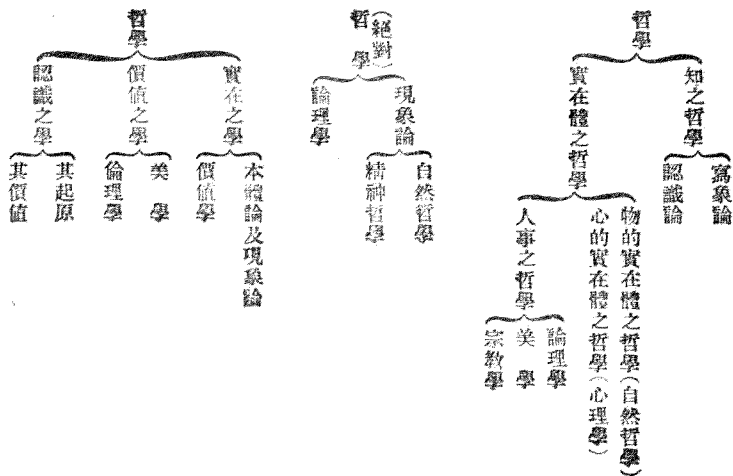 哲學
知之哲學
寫象論
認識論
實在體之哲學
物的實在體之哲學(自然哲學)
心的實在體之哲學(心理學)
人事之哲學
論理學
美學
宗教學
(絕對)哲學
現象論
自然哲學
精神哲學
論理學
哲學
實在之學
本體論及現象論
價值學
價值之學
美學
倫理學
認識之學
其起原
其價值